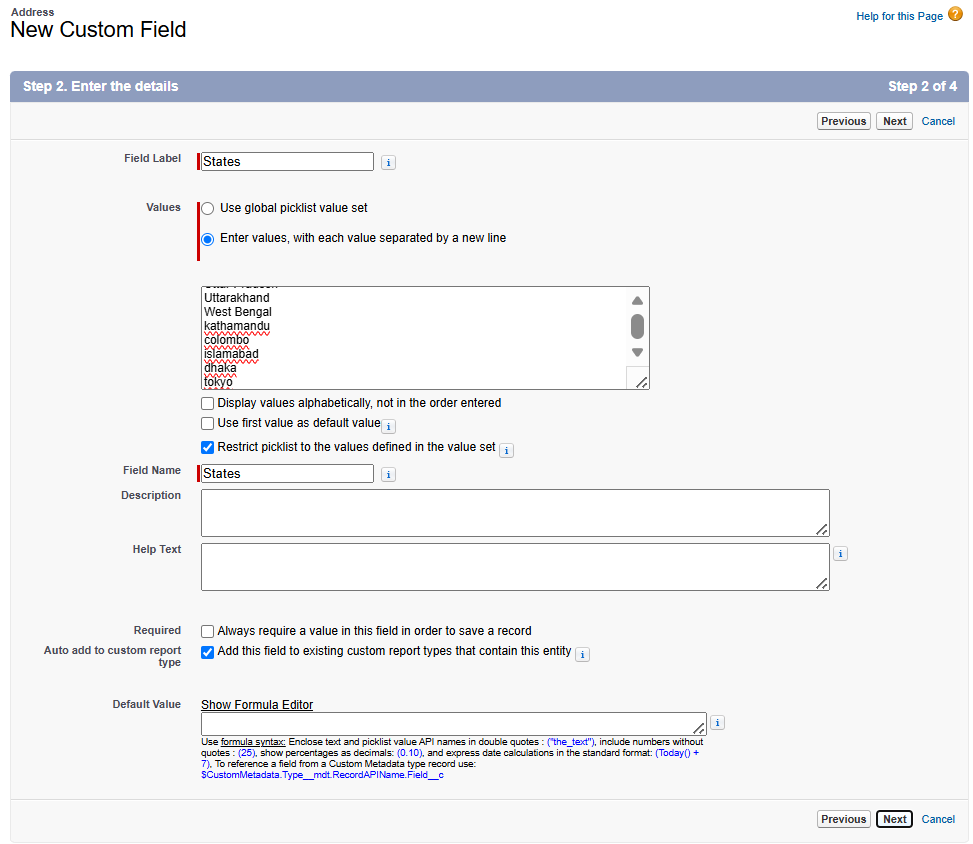 Address
New Custom Field
Help for this Page ?
Step 2. Enter the details
Step 2 of 4
Previous Next Cancel
Field Label
States
i
Values
Use global picklist value set
Enter values, with each value separated by a new line
Uttar Pradesh
Uttarakhand
West Bengal
kathamandu
colombo
islamabad
dhaka
tokyo
Display values alphabetically, not in the order entered
Use first value as default value i
Restrict picklist to the values defined in the value set i
Field Name
States
i
Description
Help Text
i
Required
Always require a value in this field in order to save a record
Auto add to custom report
type
Add this field to existing custom report types that contain this entity i
Default Value
Show Formula Editor
i
Use formula syntax: Enclose text and picklist value API names in double quotes : ("the_text"), include numbers without
quotes : (25), show percentages as decimals: (0.10), and express date calculations in the standard format: (Today() +
7), To reference a field from a Custom Metadata type record use:
$CustomMetadata.Type__mdt.RecordAPIName.Field__c
Previous Next Cancel